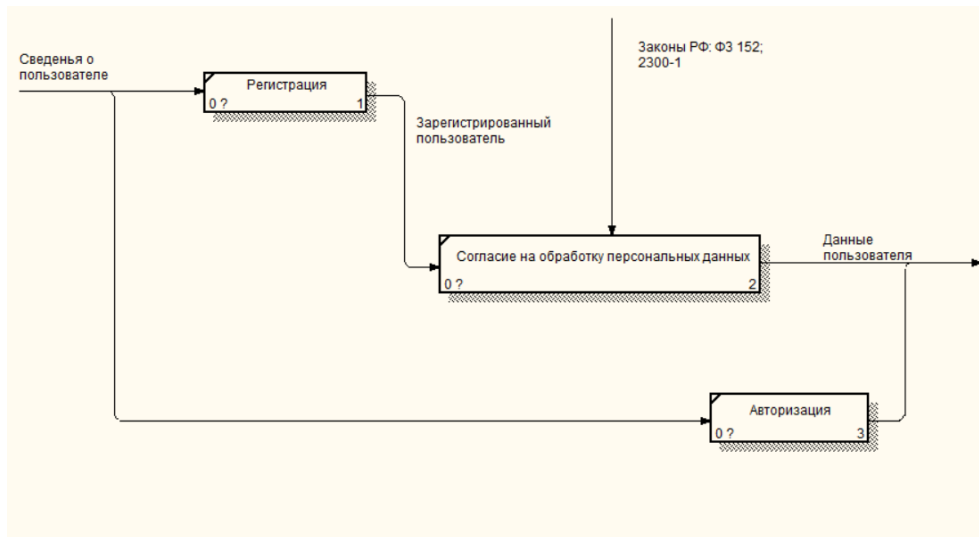 Сведенья о
пользователе
Законы РФ: ФЗ 152;
2300-1
Регистрация
0 ? 1
Зарегистрированный
пользователь
Согласие на обработку персональных данных
0 ? 2
Данные
пользователя
Авторизация
0 ? 3